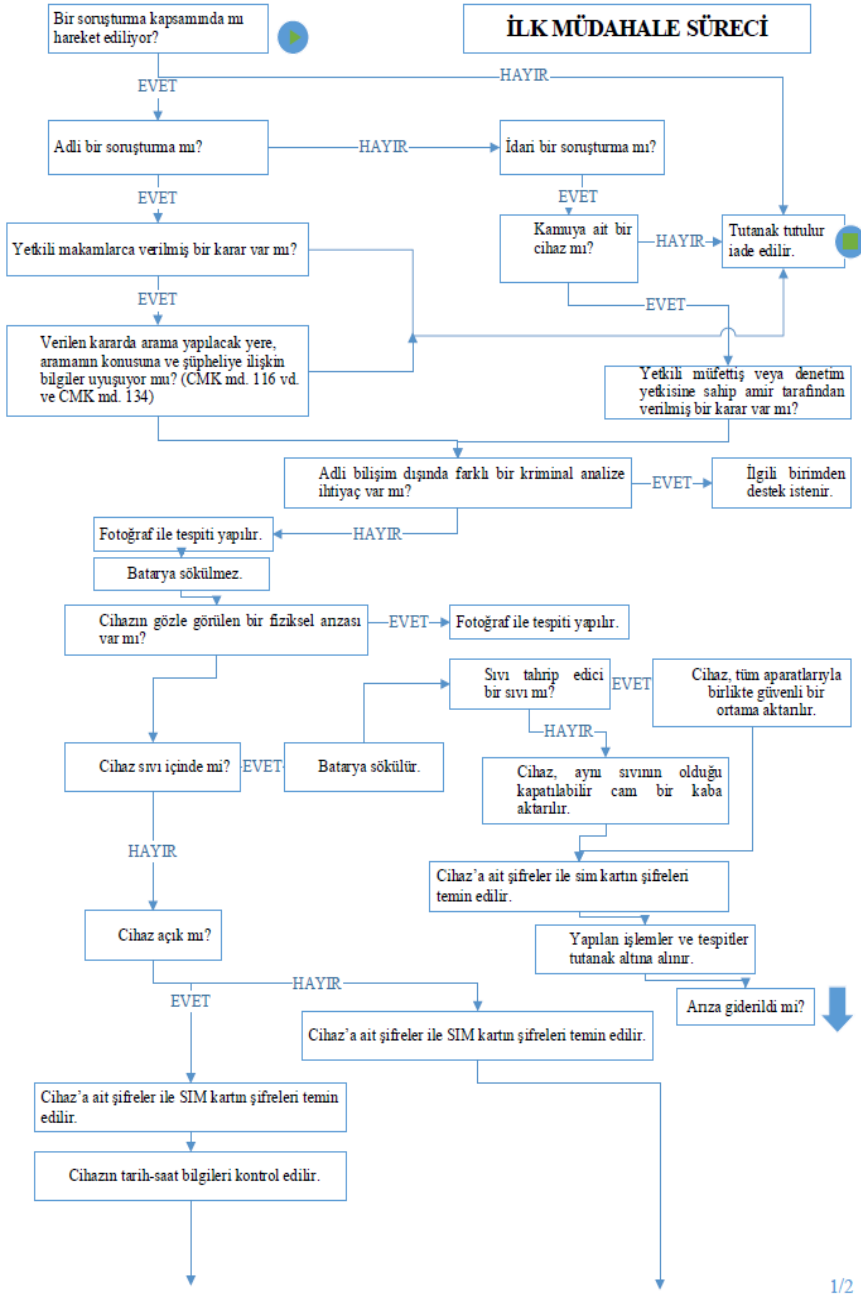 Bir soruşturma kapsamında mı
hareket ediliyor?
İLK MÜDAHALE SÜRECİ
HAYIR
EVET
Adli bir soruşturma mı?
HAYIR
İdari bir soruşturma mı?
EVET
EVET
Yetkili makamlarca verilmiş bir karar var mı?
Kamuya ait bir
cihaz mı?
HAYIR
Tutanak tutulur
iade edilir.
EVET
EVET
Verilen kararda arama yapılacak yere,
aramanın konusuna ve şüpheliye ilişkin
bilgiler uyuşuyor mu? (CMK md. 116 vd.
ve CMK md. 134)
Yetkili müfettiş veya denetim
yetkisine sahip amir tarafından
verilmiş bir karar var mı?
Adli bilişim dışında farklı bir kriminal analize
ihtiyaç var mı?
EVET
İlgili birimden
destek istenir.
HAYIR
Fotoğraf ile tespiti yapılır.
Batarya sökülmez.
Cihazın gözle görülen bir fiziksel arızası
var mı?
EVET
Fotoğraf ile tespiti yapılır.
Sıvı tahrip edici
bir sıvı mı?
EVET
Cihaz, tüm aparatlarıyla
birlikte güvenli bir
ortama aktarılır.
HAYIR
Cihaz sıvı içinde mi?
EVET
Batarya sökülür.
Cihaz, aynı sıvının olduğu
kapatılabilir cam bir kaba
aktarılır.
HAYIR
Cihaz'a ait şifreler ile sim kartın şifreleri
temin edilir.
Cihaz açık mı?
Yapılan işlemler ve tespitler
tutanak altına alınır.
HAYIR
EVET
Arıza giderildi mi?
Cihaz'a ait şifreler ile SIM kartın şifreleri temin edilir.
Cihaz'a ait şifreler ile SIM kartın şifreleri temin
edilir.
Cihazın tarih-saat bilgileri kontrol edilir.
1/2